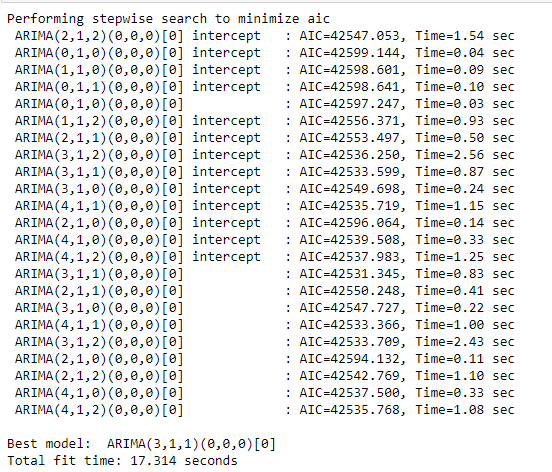 Performing stepwise search to minimize aic
 ARIMA(2,1,2)(0,0,0)[0] intercept   : AIC=42547.053, Time=1.54 sec
 ARIMA(0,1,0)(0,0,0)[0] intercept   : AIC=42599.144, Time=0.04 sec
 ARIMA(1,1,0)(0,0,0)[0] intercept   : AIC=42598.601, Time=0.09 sec
 ARIMA(0,1,1)(0,0,0)[0] intercept   : AIC=42598.641, Time=0.10 sec
 ARIMA(0,1,0)(0,0,0)[0]             : AIC=42597.247, Time=0.03 sec
 ARIMA(1,1,2)(0,0,0)[0] intercept   : AIC=42556.371, Time=0.93 sec
 ARIMA(2,1,1)(0,0,0)[0] intercept   : AIC=42553.497, Time=0.50 sec
 ARIMA(3,1,2)(0,0,0)[0] intercept   : AIC=42536.250, Time=2.56 sec
 ARIMA(3,1,1)(0,0,0)[0] intercept   : AIC=42533.599, Time=0.87 sec
 ARIMA(3,1,0)(0,0,0)[0] intercept   : AIC=42549.698, Time=0.24 sec
 ARIMA(4,1,1)(0,0,0)[0] intercept   : AIC=42535.719, Time=1.15 sec
 ARIMA(2,1,0)(0,0,0)[0] intercept   : AIC=42596.064, Time=0.14 sec
 ARIMA(4,1,0)(0,0,0)[0] intercept   : AIC=42539.508, Time=0.33 sec
 ARIMA(4,1,2)(0,0,0)[0] intercept   : AIC=42537.983, Time=1.25 sec
 ARIMA(3,1,1)(0,0,0)[0]             : AIC=42531.345, Time=0.83 sec
 ARIMA(2,1,1)(0,0,0)[0]             : AIC=42550.248, Time=0.41 sec
 ARIMA(3,1,0)(0,0,0)[0]             : AIC=42547.727, Time=0.22 sec
 ARIMA(4,1,1)(0,0,0)[0]             : AIC=42533.366, Time=1.00 sec
 ARIMA(3,1,2)(0,0,0)[0]             : AIC=42533.709, Time=2.43 sec
 ARIMA(2,1,0)(0,0,0)[0]             : AIC=42594.132, Time=0.11 sec
 ARIMA(2,1,2)(0,0,0)[0]             : AIC=42542.769, Time=1.10 sec
 ARIMA(4,1,0)(0,0,0)[0]             : AIC=42537.500, Time=0.33 sec
 ARIMA(4,1,2)(0,0,0)[0]             : AIC=42535.768, Time=1.08 sec

Best model:  ARIMA(3,1,1)(0,0,0)[0]
Total fit time: 17.314 seconds